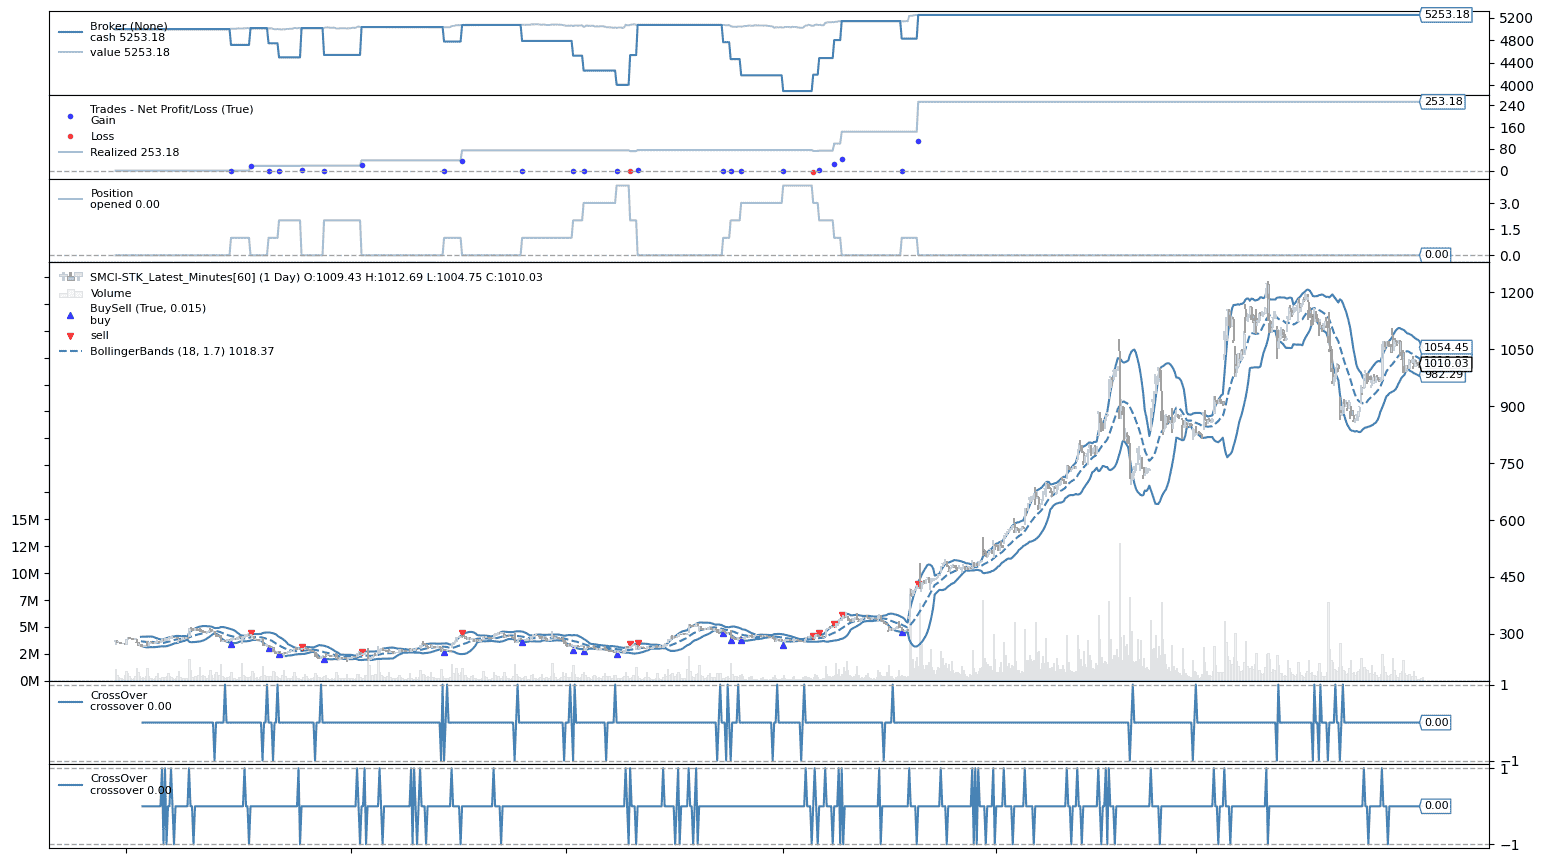 Broker (None)
cash 5253.18
value 5253.18
5253.18
5200
4800
4400
4000
Trades - Net Profit/Loss (True)
Gain
Loss
Realized 253.18
253.18
240
160
80
0
Position
opened 0.00
3.0
1.5
0.00
0.0
SMCI-STK_Latest_Minutes[60] (1 Day) O:1009.43 H:1012.69 L:1004.75 C:1010.03
Volume
BuySell (True, 0.015)
buy
sell
BollingerBands (18, 1.7) 1018.37
1200
1054.45
1050
1010.03
982.29
900
750
600
450
300
15M
12M
10M
7M
5M
2M
0M
CrossOver
crossover 0.00
1
0.00
−1
CrossOver
crossover 0.00
1
0.00
−1